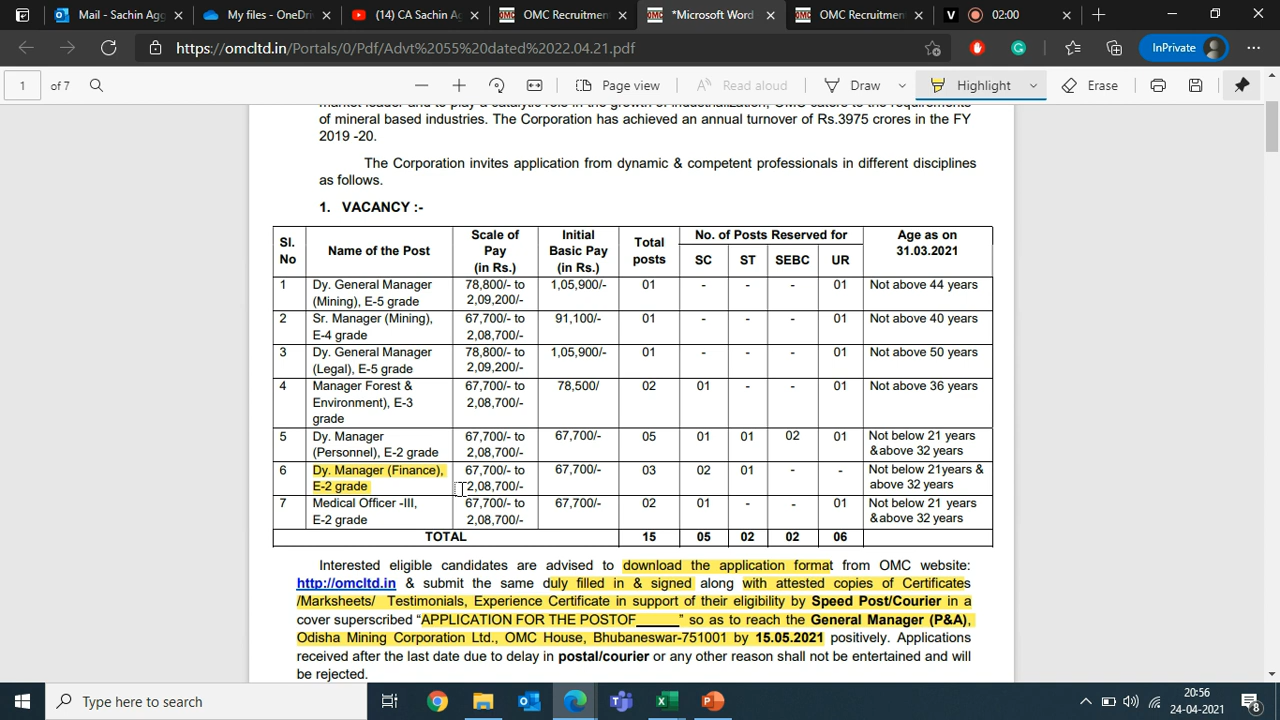 Mail - Sachin Agg
My files - OneDri
(14) CA Sachin Ag
OMC Recruitmen
*Microsoft Word
OMC Recruitmen
V
02:00
https://omcltd.in/Portals/0/Pdf/Advt%2055%20dated%2022.04.21.pdf
InPrivate
1 of 7
Page view
Read aloud
Draw
Highlight
Erase
of mineral based industries. The Corporation has achieved an annual turnover of Rs.3975 crores in the FY
2019 -20.
The Corporation invites application from dynamic & competent professionals in different disciplines
as follows.
1. VACANCY :-
Sl. No Name of the Post Scale of Pay (in Rs.) Initial Basic Pay (in Rs.) Total posts No. of Posts Reserved for Age as on 31.03.2021
SC ST SEBC UR
1 Dy. General Manager (Mining), E-5 grade 78,800/- to 2,09,200/- 1,05,900/- 01 - - - 01 Not above 44 years
2 Sr. Manager (Mining), E-4 grade 67,700/- to 2,08,700/- 91,100/- 01 - - - 01 Not above 40 years
3 Dy. General Manager (Legal), E-5 grade 78,800/- to 2,09,200/- 1,05,900/- 01 - - - 01 Not above 50 years
4 Manager Forest & Environment), E-3 grade 67,700/- to 2,08,700/- 78,500/ 02 01 - - 01 Not above 36 years
5 Dy. Manager (Personnel), E-2 grade 67,700/- to 2,08,700/- 67,700/- 05 01 01 02 01 Not below 21 years &above 32 years
6 Dy. Manager (Finance), E-2 grade 67,700/- to 2,08,700/- 67,700/- 03 02 01 - - Not below 21years & above 32 years
7 Medical Officer -III, E-2 grade 67,700/- to 2,08,700/- 67,700/- 02 01 - - 01 Not below 21 years &above 32 years
TOTAL 15 05 02 02 06
Interested eligible candidates are advised to download the application format from OMC website:
http://omcltd.in & submit the same duly filled in & signed along with attested copies of Certificates
/Marksheets/ Testimonials, Experience Certificate in support of their eligibility by Speed Post/Courier in a
cover superscribed “APPLICATION FOR THE POSTOF_____” so as to reach the General Manager (P&A),
Odisha Mining Corporation Ltd., OMC House, Bhubaneswar-751001 by 15.05.2021 positively. Applications
received after the last date due to delay in postal/courier or any other reason shall not be entertained and will
be rejected.
Type here to search
20:56
24-04-2021
8